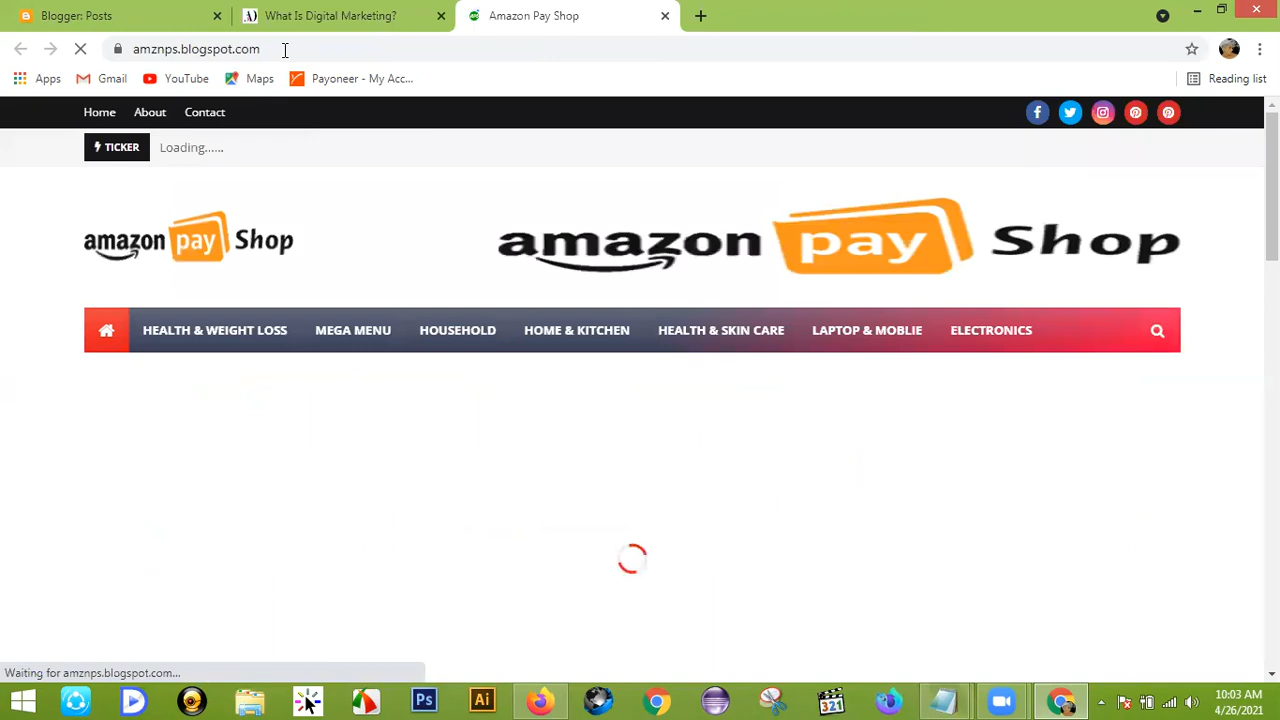 Blogger: Posts
What Is Digital Marketing?
Amazon Pay Shop
amznps.blogspot.com
Apps
Gmail
YouTube
Maps
Payoneer - My Acc...
Reading list
Home
About
Contact
TICKER
Loading......
amazon pay Shop
amazon pay Shop
HEALTH & WEIGHT LOSS
MEGA MENU
HOUSEHOLD
HOME & KITCHEN
HEALTH & SKIN CARE
LAPTOP & MOBLIE
ELECTRONICS
Waiting for amznps.blogspot.com...
Ps
Ai
321
10:03 AM
4/26/2021